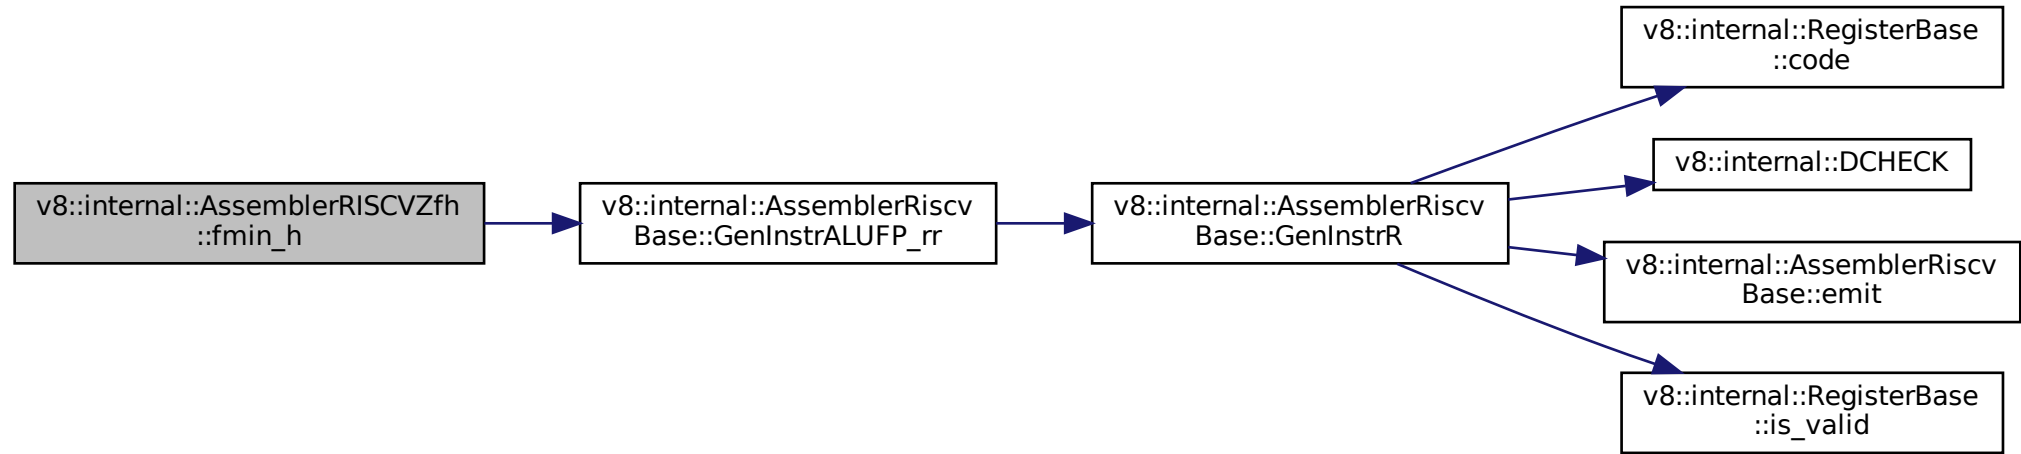 v8::internal::AssemblerRISCVZfh
::fmin_h
v8::internal::AssemblerRiscv
Base::GenInstrALUFP_rr
v8::internal::AssemblerRiscv
Base::GenInstrR
v8::internal::RegisterBase
::code
v8::internal::DCHECK
v8::internal::AssemblerRiscv
Base::emit
v8::internal::RegisterBase
::is_valid